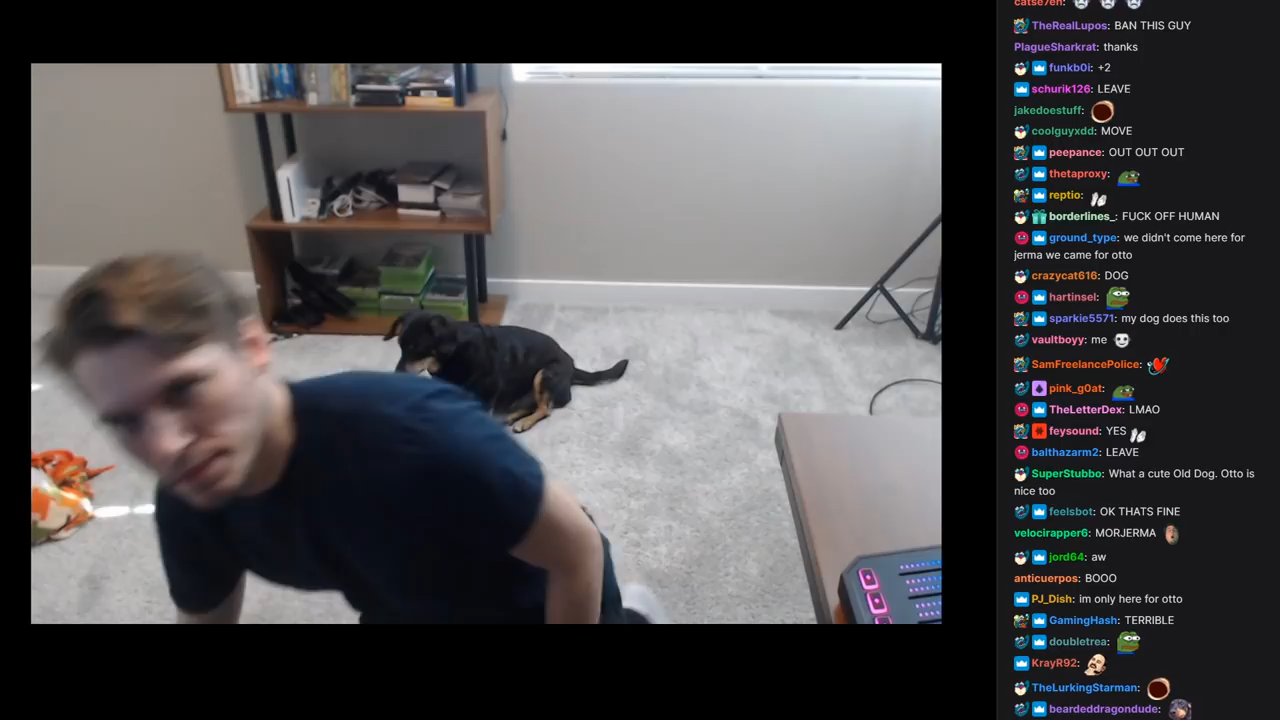 catse7en:
TheRealLupos: BAN THIS GUY
PlagueSharkrat: thanks
funkb0i: +2
schurik126: LEAVE
jakedoestuff:
coolguyxdd: MOVE
peepance: OUT OUT OUT
thetaproxy:
reptio:
borderlines_: FUCK OFF HUMAN
ground_type: we didn't come here for
jerma we came for otto
crazycat616: DOG
hartinsel:
sparkie5571: my dog does this too
vaultboyy: me
SamFreelancePolice:
pink_g0at:
TheLetterDex: LMAO
feysound: YES
balthazarm2: LEAVE
SuperStubbo: What a cute Old Dog. Otto is
nice too
feelsbot: OK THATS FINE
velocirapper6: MORJERMA
jord64: aw
anticuerpos: BOOO
PJ_Dish: im only here for otto
GamingHash: TERRIBLE
doubletrea:
KrayR92:
TheLurkingStarman:
beardeddragondude: